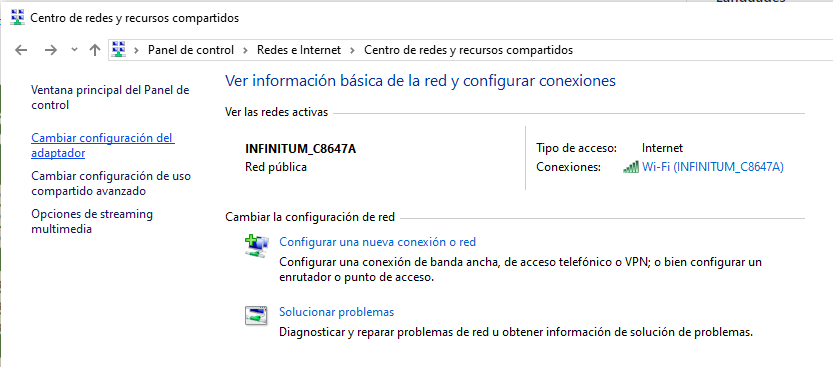 Centro de redes y recursos compartidos
Panel de control
Redes e Internet
Centro de redes y recursos compartidos
Ventana principal del Panel de
control
Cambiar configuración del
adaptador
Cambiar configuración de uso
compartido avanzado
Opciones de streaming
multimedia
Ver información básica de la red y configurar conexiones
Ver las redes activas
INFINITUM_C8647A
Red pública
Tipo de acceso: Internet
Conexiones: Wi-Fi (INFINITUM_C8647A)
Cambiar la configuración de red
Configurar una nueva conexión o red
Configurar una conexión de banda ancha, de acceso telefónico o VPN; o bien configurar un
enrutador o punto de acceso.
Solucionar problemas
Diagnosticar y reparar problemas de red u obtener información de solución de problemas.